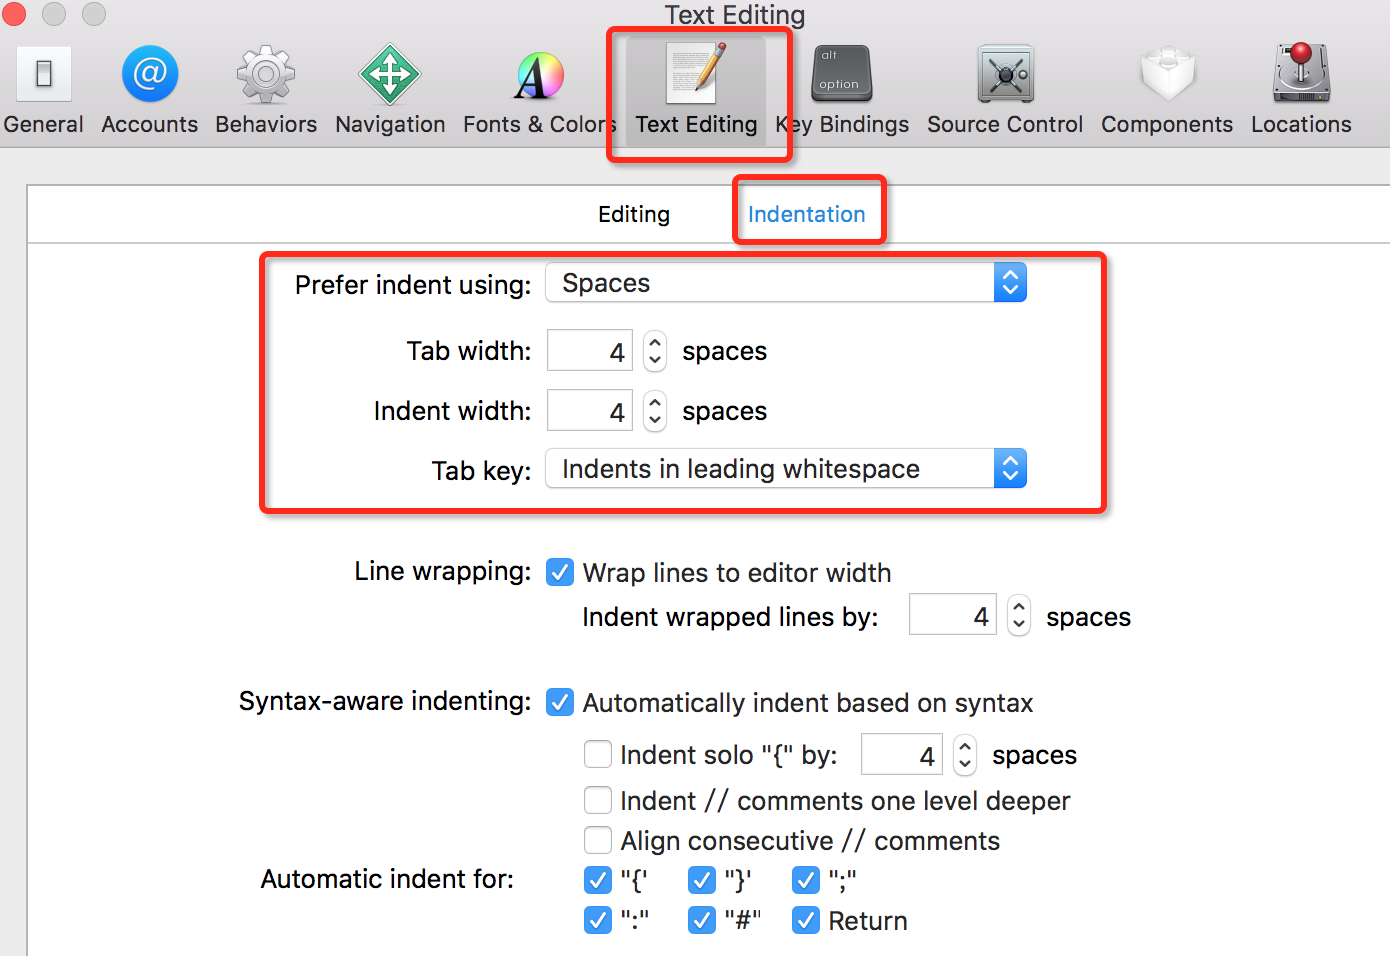 Text Editing
alt
option
General Accounts Behaviors Navigation Fonts & Colors Text Editing Key Bindings Source Control Components Locations
Editing Indentation
Prefer indent using: Spaces
Tab width: 4 spaces
Indent width: 4 spaces
Tab key: Indents in leading whitespace
Line wrapping: Wrap lines to editor width
Indent wrapped lines by: 4 spaces
Syntax-aware indenting: Automatically indent based on syntax
Indent solo "{" by: 4 spaces
Indent // comments one level deeper
Align consecutive // comments
Automatic indent for: "{' "}' ";"
":" "#" Return